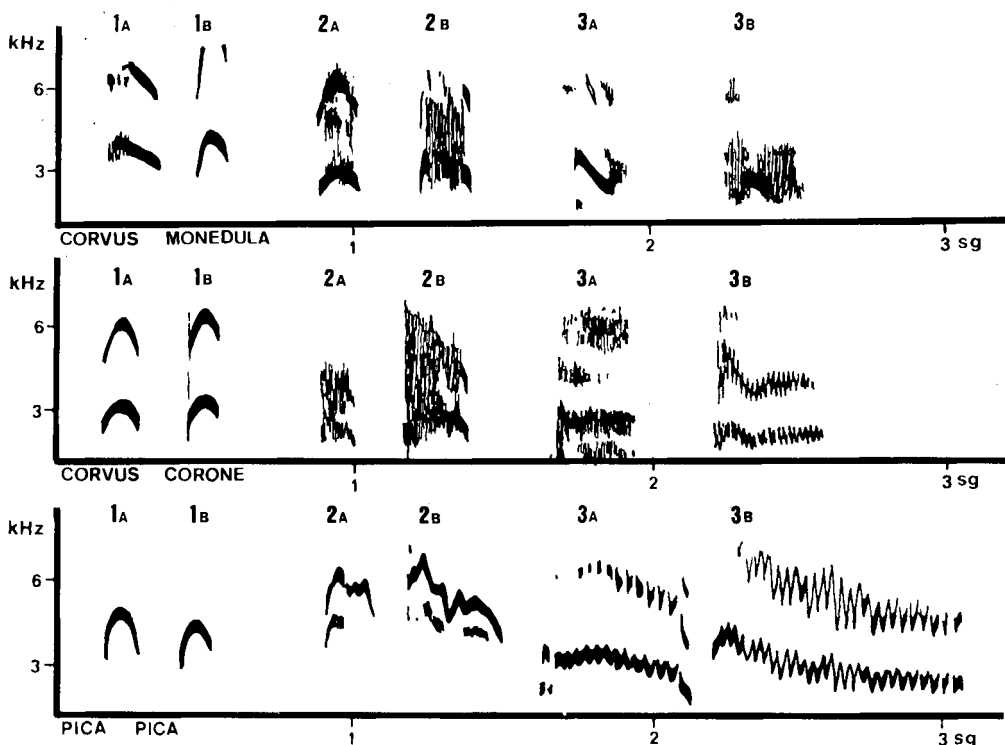 1A 1B 2A 2B 3A 3B
kHz
6
3
CORVUS MONEDULA
1 2 3 sg
1A 1B 2A 2B 3A 3B
kHz
6
3
CORVUS CORONE
1 2 3 sg
1A 1B 2A 2B 3A 3B
kHz
6
3
PICA PICA
1 2 3 sg